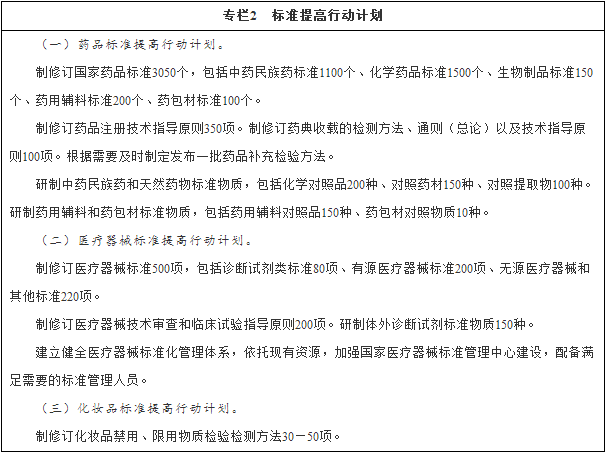 专栏2　标准提高行动计划
（一）药品标准提高行动计划。
制修订国家药品标准3050个，包括中药民族药标准1100个、化学药品标准1500个、生物制品标准150
个、药用辅料标准200个、药包材标准100个。
制修订药品注册技术指导原则350项。制修订药典收载的检测方法、通则（总论）以及技术指导原
则100项。根据需要及时制定发布一批药品补充检验方法。
研制中药民族药和天然药物标准物质，包括化学对照品200种、对照药材150种、对照提取物100种。
研制药用辅料和药包材标准物质，包括药用辅料对照品150种、药包材对照物质10种。
（二）医疗器械标准提高行动计划。
制修订医疗器械标准500项，包括诊断试剂类标准80项、有源医疗器械标准200项、无源医疗器械和
其他标准220项。
制修订医疗器械技术审查和临床试验指导原则200项。研制体外诊断试剂标准物质150种。
建立健全医疗器械标准化管理体系，依托现有资源，加强国家医疗器械标准管理中心建设，配备满
足需要的标准管理人员。
（三）化妆品标准提高行动计划。
制修订化妆品禁用、限用物质检验检测方法30－50项。